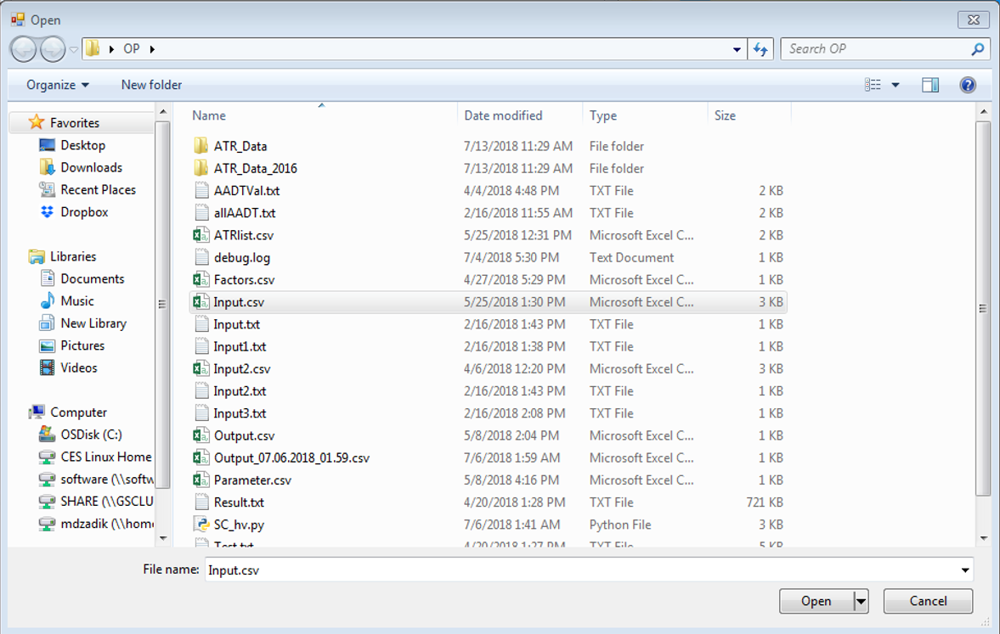 Open
OP
Search OP
Organize
New folder
Favorites
Desktop
Downloads
Recent Places
Dropbox
Libraries
Documents
Music
New Library
Pictures
Videos
Computer
OSDisk (C:)
CES Linux Home
software (\\softw
SHARE (\\GSCLU
mdzadik (\\home
Name Date modified Type Size
ATR_Data 7/13/2018 11:29 AM File folder
ATR_Data_2016 7/13/2018 11:29 AM File folder
AADTVal.txt 4/4/2018 4:48 PM TXT File 2 KB
allAADT.txt 2/16/2018 11:55 AM TXT File 2 KB
ATRlist.csv 5/25/2018 12:31 PM Microsoft Excel C... 2 KB
debug.log 7/4/2018 5:30 PM Text Document 1 KB
Factors.csv 4/27/2018 5:29 PM Microsoft Excel C... 1 KB
Input.csv 5/25/2018 1:30 PM Microsoft Excel C... 3 KB
Input.txt 2/16/2018 1:43 PM TXT File 1 KB
Input1.txt 2/16/2018 1:38 PM TXT File 1 KB
Input2.csv 4/6/2018 12:20 PM Microsoft Excel C... 3 KB
Input2.txt 2/16/2018 1:43 PM TXT File 1 KB
Input3.txt 2/16/2018 2:08 PM TXT File 1 KB
Output.csv 5/8/2018 2:04 PM Microsoft Excel C... 1 KB
Output_07.06.2018_01.59.csv 7/6/2018 1:59 AM Microsoft Excel C... 1 KB
Parameter.csv 5/8/2018 4:16 PM Microsoft Excel C... 1 KB
Result.txt 4/20/2018 1:28 PM TXT File 721 KB
SC_hv.py 7/6/2018 1:41 AM Python File 3 KB
Test.txt 4/20/2018 1:27 PM TXT File 5 KB
File name: Input.csv
Open
Cancel